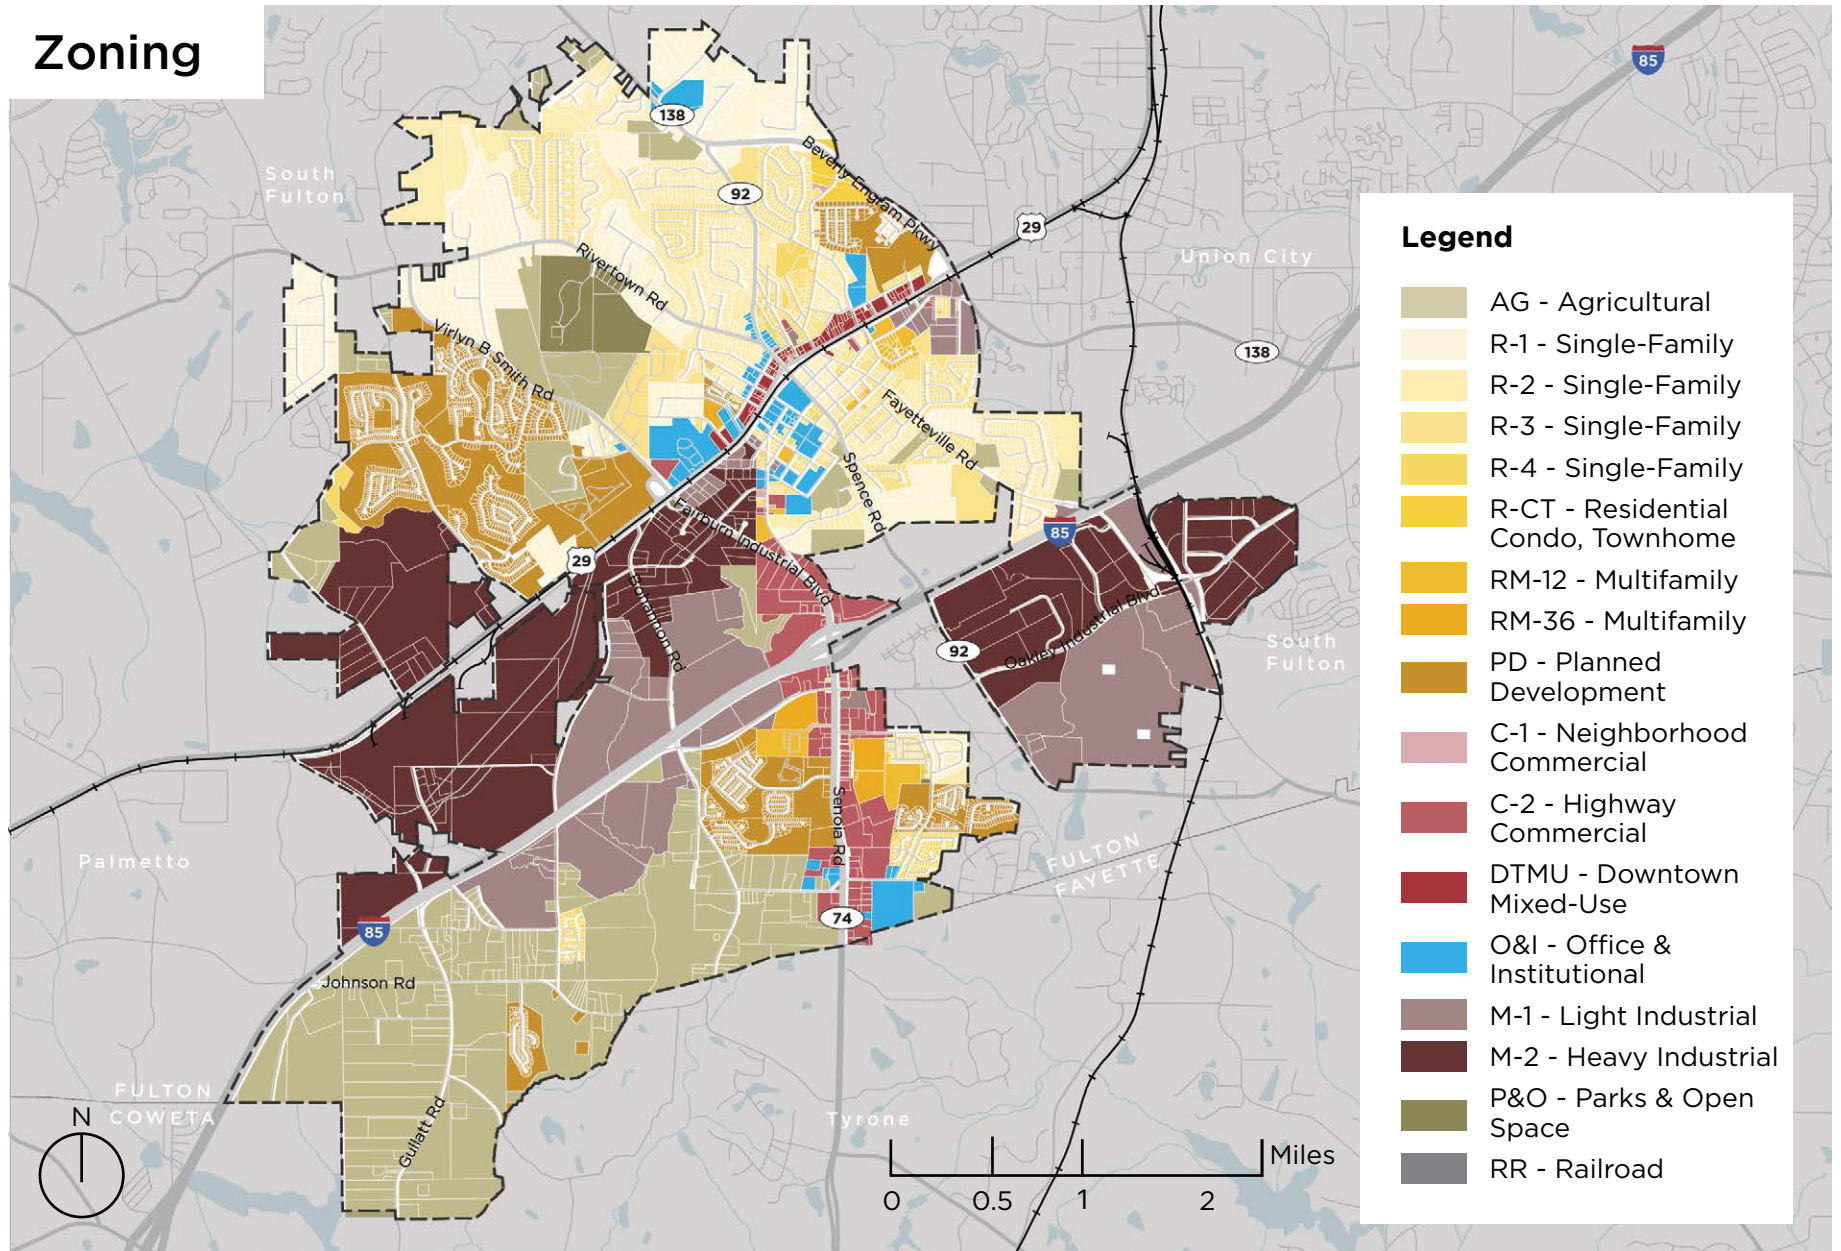 Zoning
85
138
South
Fulton
Beverly Engram Pkwy
92
29
Union City
Rivertown Rd
138
Virlyn B Smith Rd
Fayetteville Rd
Spence Rd
Fairburn Industrial Blvd
85
29
Bohannon Rd
Oakley Industrial Blvd
92
South
Fulton
Senoia Rd
Palmetto
FULTON
FAYETTE
74
85
Johnson Rd
FULTON
COWETA
Gullatt Rd
Tyrone
N
Miles
0 0.5 1 2
Legend
AG - Agricultural
R-1 - Single-Family
R-2 - Single-Family
R-3 - Single-Family
R-4 - Single-Family
R-CT - Residential
Condo, Townhome
RM-12 - Multifamily
RM-36 - Multifamily
PD - Planned
Development
C-1 - Neighborhood
Commercial
C-2 - Highway
Commercial
DTMU - Downtown
Mixed-Use
O&I - Office &
Institutional
M-1 - Light Industrial
M-2 - Heavy Industrial
P&O - Parks & Open
Space
RR - Railroad